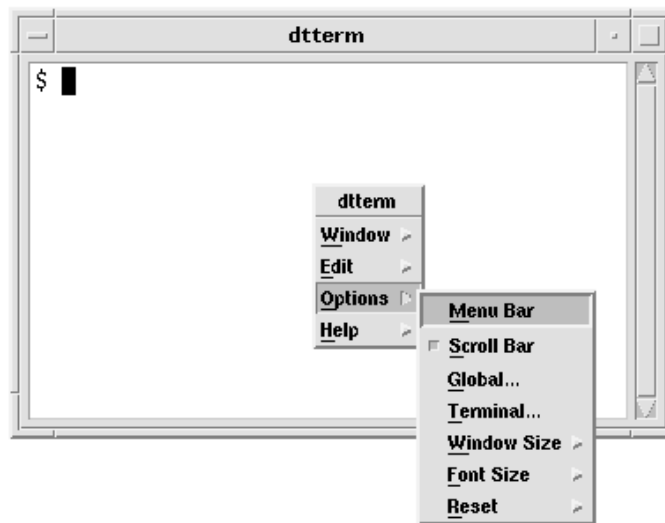 dtterm
$
dtterm
Window
Edit
Options
Help
Menu Bar
Scroll Bar
Global...
Terminal...
Window Size
Font Size
Reset